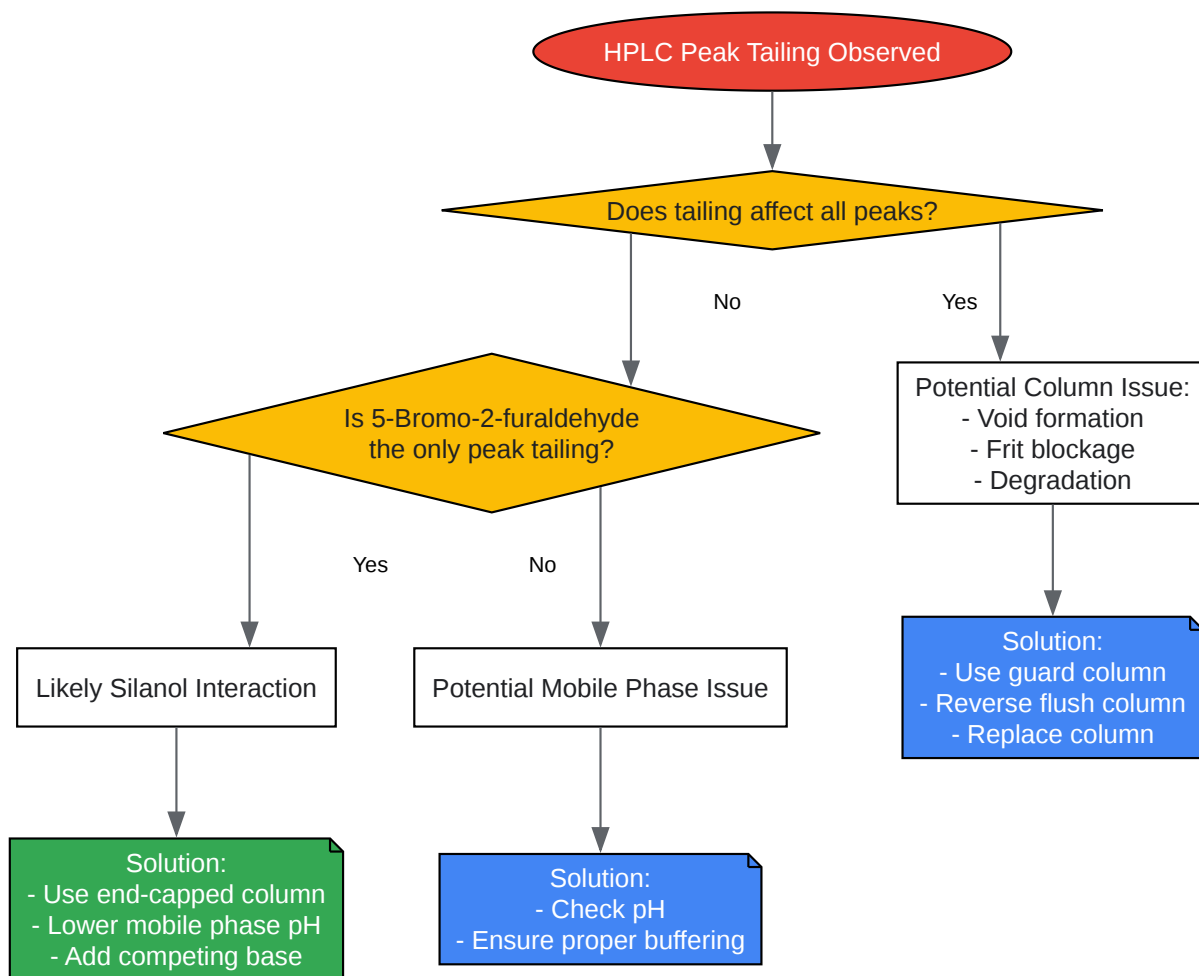 HPLC Peak Tailing Observed
Does tailing affect all peaks?
No
Yes
Is 5-Bromo-2-furaldehyde
the only peak tailing?
Potential Column Issue:
- Void formation
- Frit blockage
- Degradation
Yes
No
Likely Silanol Interaction
Potential Mobile Phase Issue
Solution:
- Use guard column
- Reverse flush column
- Replace column
Solution:
- Use end-capped column
- Lower mobile phase pH
- Add competing base
Solution:
- Check pH
- Ensure proper buffering